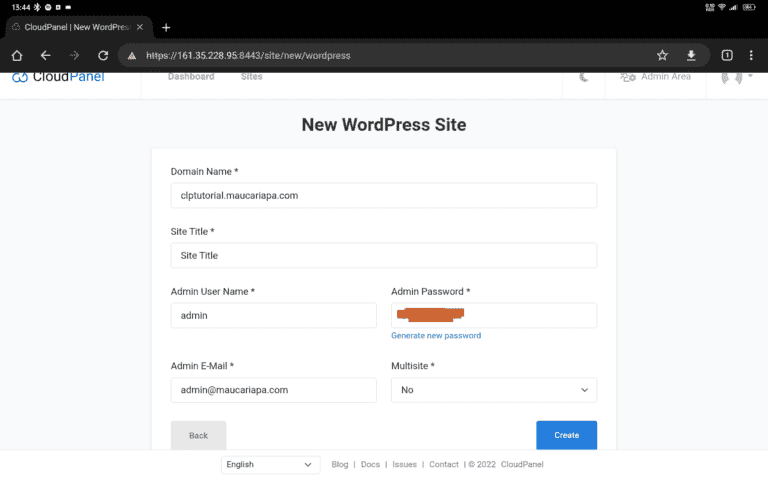 13:44
CloudPanel | New WordPress
https://161.35.228.95:8443/site/new/wordpress
1
CloudPanel Dashboard Sites Admin Area
New WordPress Site
Domain Name *
clptutorial.maucariapa.com
Site Title *
Site Title
Admin User Name * Admin Password *
admin
Generate new password
Admin E-Mail * Multisite *
admin@maucariapa.com No
Back Create
English Blog | Docs | Issues | Contact | © 2022 CloudPanel